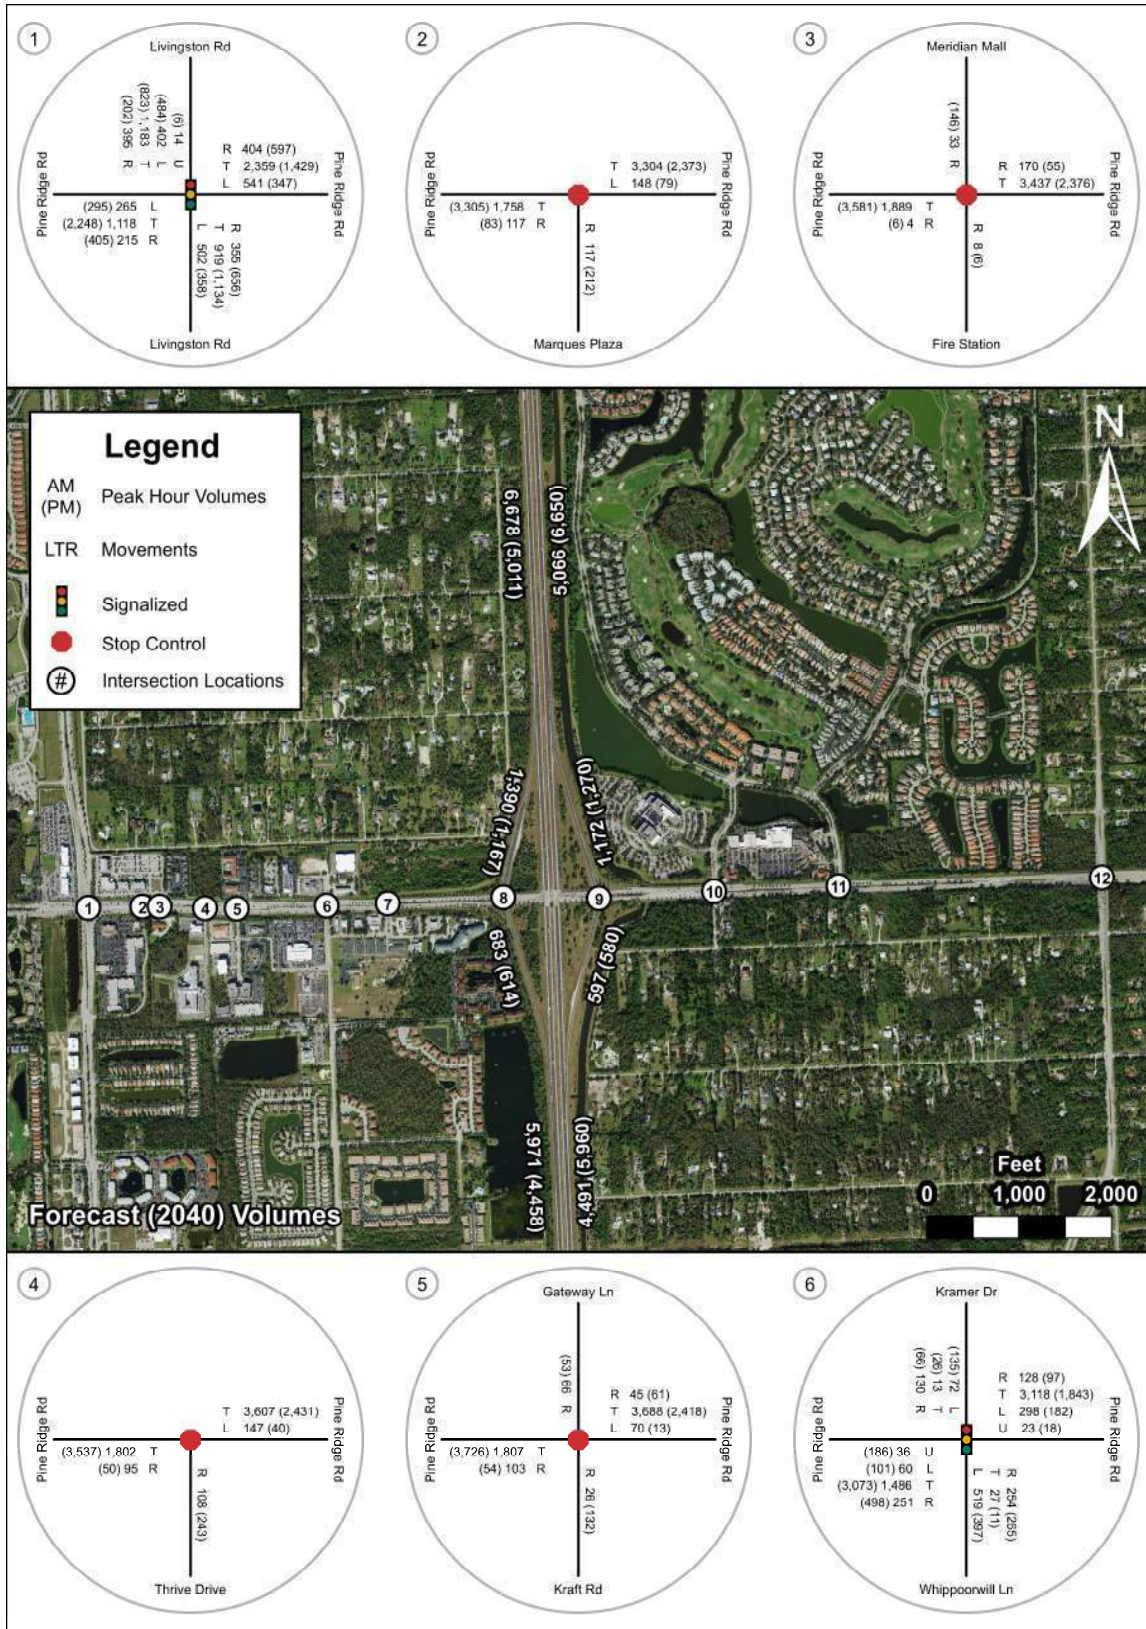 1
Livingston Rd
(202) 395 R
(823) 1,183 T
(484) 402 L
(6) 14 U
R 404 (597)
T 2,359 (1,429)
L 541 (347)
Pine Ridge Rd
Pine Ridge Rd
(295) 265 L
(2,248) 1,118 T
(405) 215 R
L 502 (358)
T 919 (1,134)
R 355 (656)
Livingston Rd
2
T 3,304 (2,373)
L 148 (79)
Pine Ridge Rd
Pine Ridge Rd
(3,305) 1,758 T
(83) 117 R
R 117 (212)
Marques Plaza
3
Meridian Mall
(146) 33 R
R 170 (55)
T 3,437 (2,376)
Pine Ridge Rd
Pine Ridge Rd
(3,581) 1,889 T
(6) 4 R
R 8 (6)
Fire Station
Legend
AM
(PM)
Peak Hour Volumes
LTR Movements
Signalized
Stop Control
# Intersection Locations
N
6,678 (5,011)
5,066 (6,650)
1,390 (1,167)
1,172 (1,270)
1
2
3
4
5
6
7
8
9
10
11
12
683 (614)
597 (580)
5,971 (4,458)
4,491 (5,960)
Feet
0 1,000 2,000
Forecast (2040) Volumes
4
T 3,607 (2,431)
L 147 (40)
Pine Ridge Rd
Pine Ridge Rd
(3,537) 1,802 T
(50) 95 R
R 108 (243)
Thrive Drive
5
Gateway Ln
(53) 66 R
R 45 (61)
T 3,688 (2,418)
L 70 (13)
Pine Ridge Rd
Pine Ridge Rd
(3,726) 1,807 T
(54) 103 R
R 26 (132)
Kraft Rd
6
Kramer Dr
(66) 130 R
(26) 13 T
(135) 72 L
R 128 (97)
T 3,118 (1,843)
L 298 (182)
U 23 (18)
Pine Ridge Rd
Pine Ridge Rd
(186) 36 U
(101) 60 L
(3,073) 1,486 T
(498) 251 R
L 519 (397)
T 27 (11)
R 254 (265)
Whippoorwill Ln